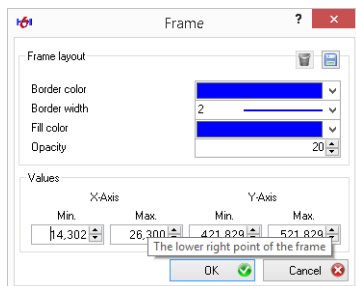 Frame
?
Frame layout
Border color
Border width 2
Fill color
Opacity 20
Values
X-Axis Y-Axis
Min. Max. Min. Max.
14,302 26,300 421,829 521,829
The lower right point of the frame
OK Cancel